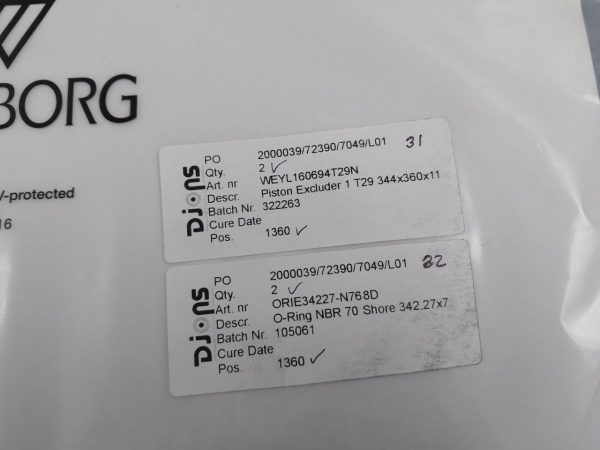 BORG
-protected
16
Djons
PO 2000039/72390/7049/L01 31
Qty. 2 ✓
Art. nr WEYL160694T29N
Descr. Piston Excluder 1 T29 344x360x11
Batch Nr. 322263
Cure Date
Pos. 1360 ✓
Djons
PO 2000039/72390/7049/L01 32
Qty. 2 ✓
Art. nr ORIE34227-N768D
Descr. O-Ring NBR 70 Shore 342,27x7
Batch Nr. 105061
Cure Date
Pos. 1360 ✓